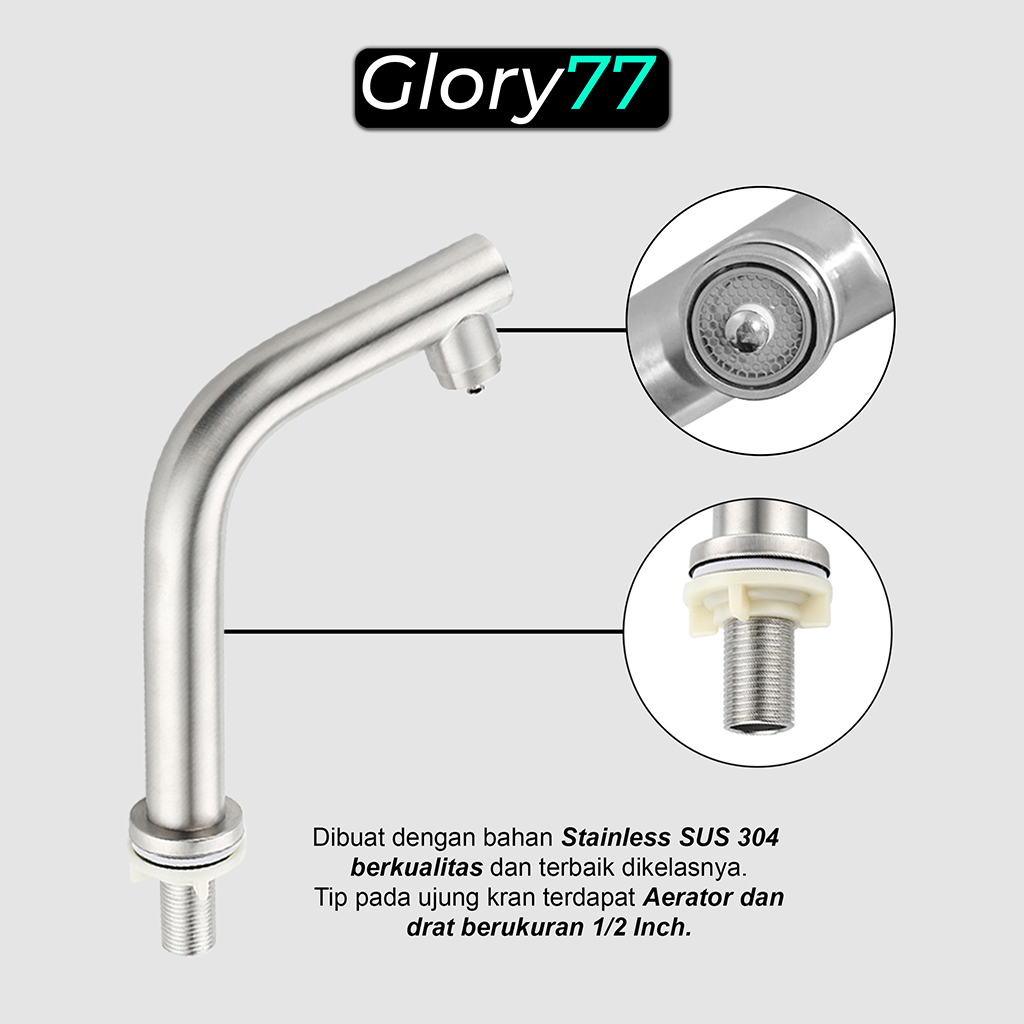 Glory77
Dibuat dengan bahan Stainless SUS 304
berkualitas dan terbaik dikelasnya.
Tip pada ujung kran terdapat Aerator dan
drat berukuran 1/2 Inch.